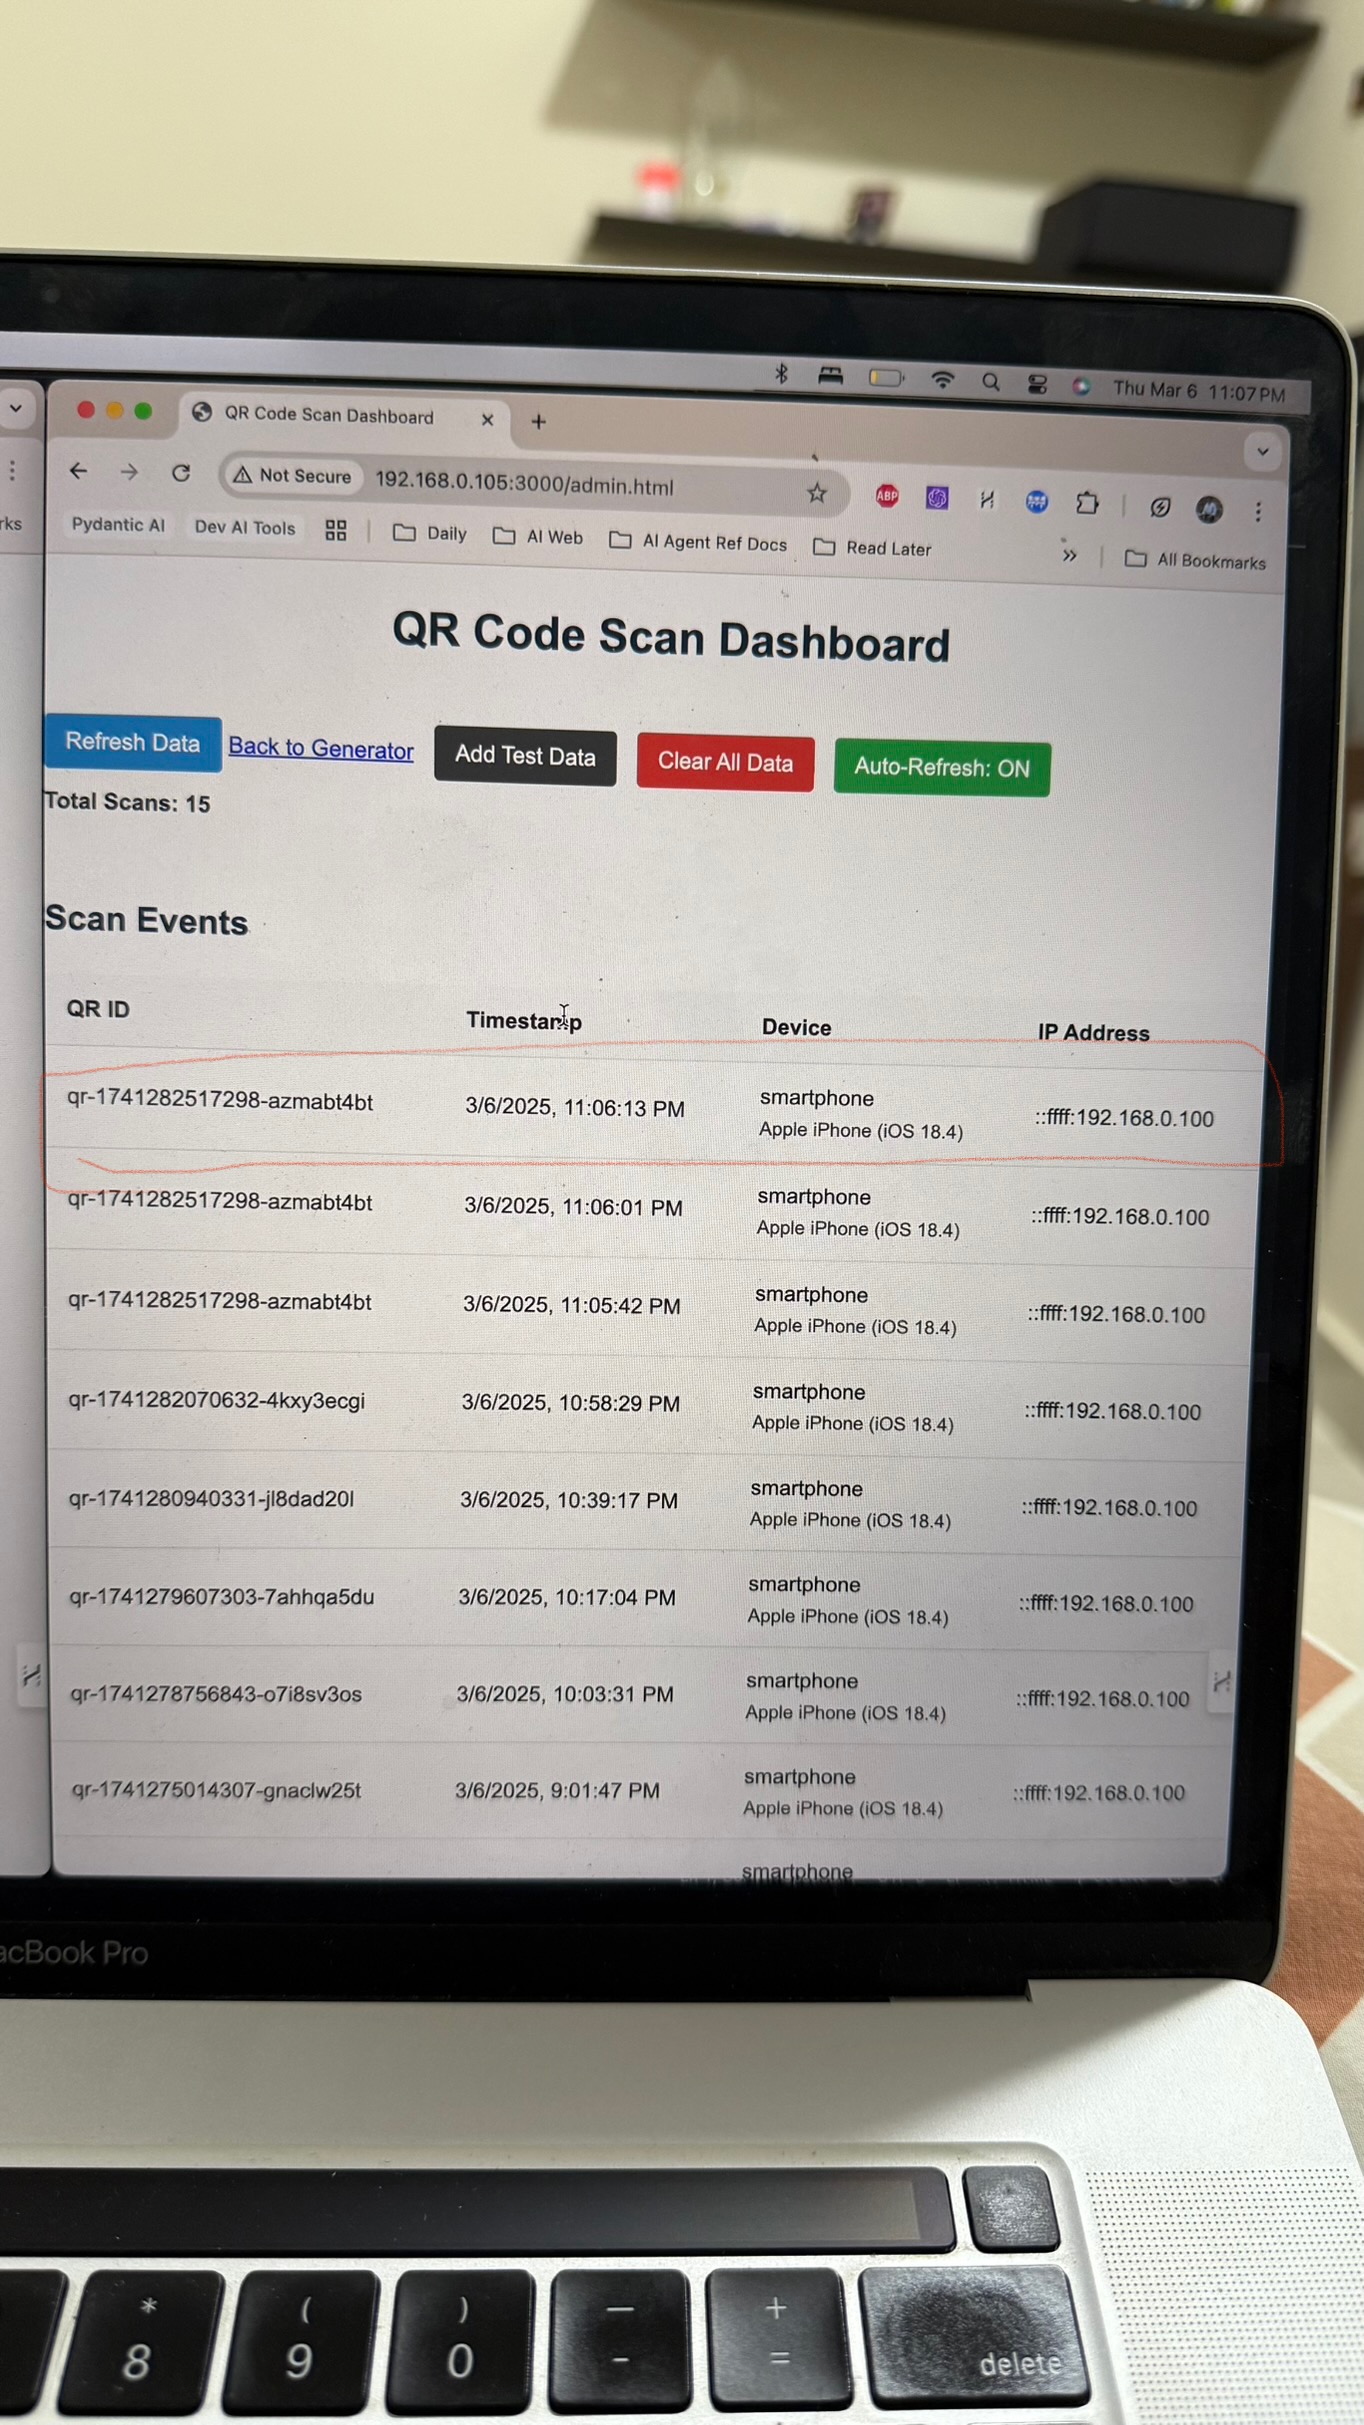 Thu Mar 6 11:07 PM
QR Code Scan Dashboard
Not Secure 192.168.0.105:3000/admin.html
ABP
rks
Pydantic AI Dev AI Tools Daily AI Web AI Agent Ref Docs Read Later All Bookmarks
QR Code Scan Dashboard
Refresh Data Back to Generator Add Test Data Clear All Data Auto-Refresh: ON
Total Scans: 15
Scan Events
QR ID Timestamp Device IP Address
qr-1741282517298-azmabt4bt 3/6/2025, 11:06:13 PM smartphone ::ffff:192.168.0.100
Apple iPhone (iOS 18.4)
qr-1741282517298-azmabt4bt 3/6/2025, 11:06:01 PM smartphone ::ffff:192.168.0.100
Apple iPhone (iOS 18.4)
qr-1741282517298-azmabt4bt 3/6/2025, 11:05:42 PM smartphone ::ffff:192.168.0.100
Apple iPhone (iOS 18.4)
qr-1741282070632-4kxy3ecgi 3/6/2025, 10:58:29 PM smartphone ::ffff:192.168.0.100
Apple iPhone (iOS 18.4)
qr-1741280940331-jl8dad20l 3/6/2025, 10:39:17 PM smartphone ::ffff:192.168.0.100
Apple iPhone (iOS 18.4)
qr-1741279607303-7ahhqa5du 3/6/2025, 10:17:04 PM smartphone ::ffff:192.168.0.100
Apple iPhone (iOS 18.4)
qr-1741278756843-o7i8sv3os 3/6/2025, 10:03:31 PM smartphone ::ffff:192.168.0.100
Apple iPhone (iOS 18.4)
qr-1741275014307-gnaclw25t 3/6/2025, 9:01:47 PM smartphone ::ffff:192.168.0.100
Apple iPhone (iOS 18.4)
smartphone
acBook Pro
* ( ) — +
8 9 0 - = delete